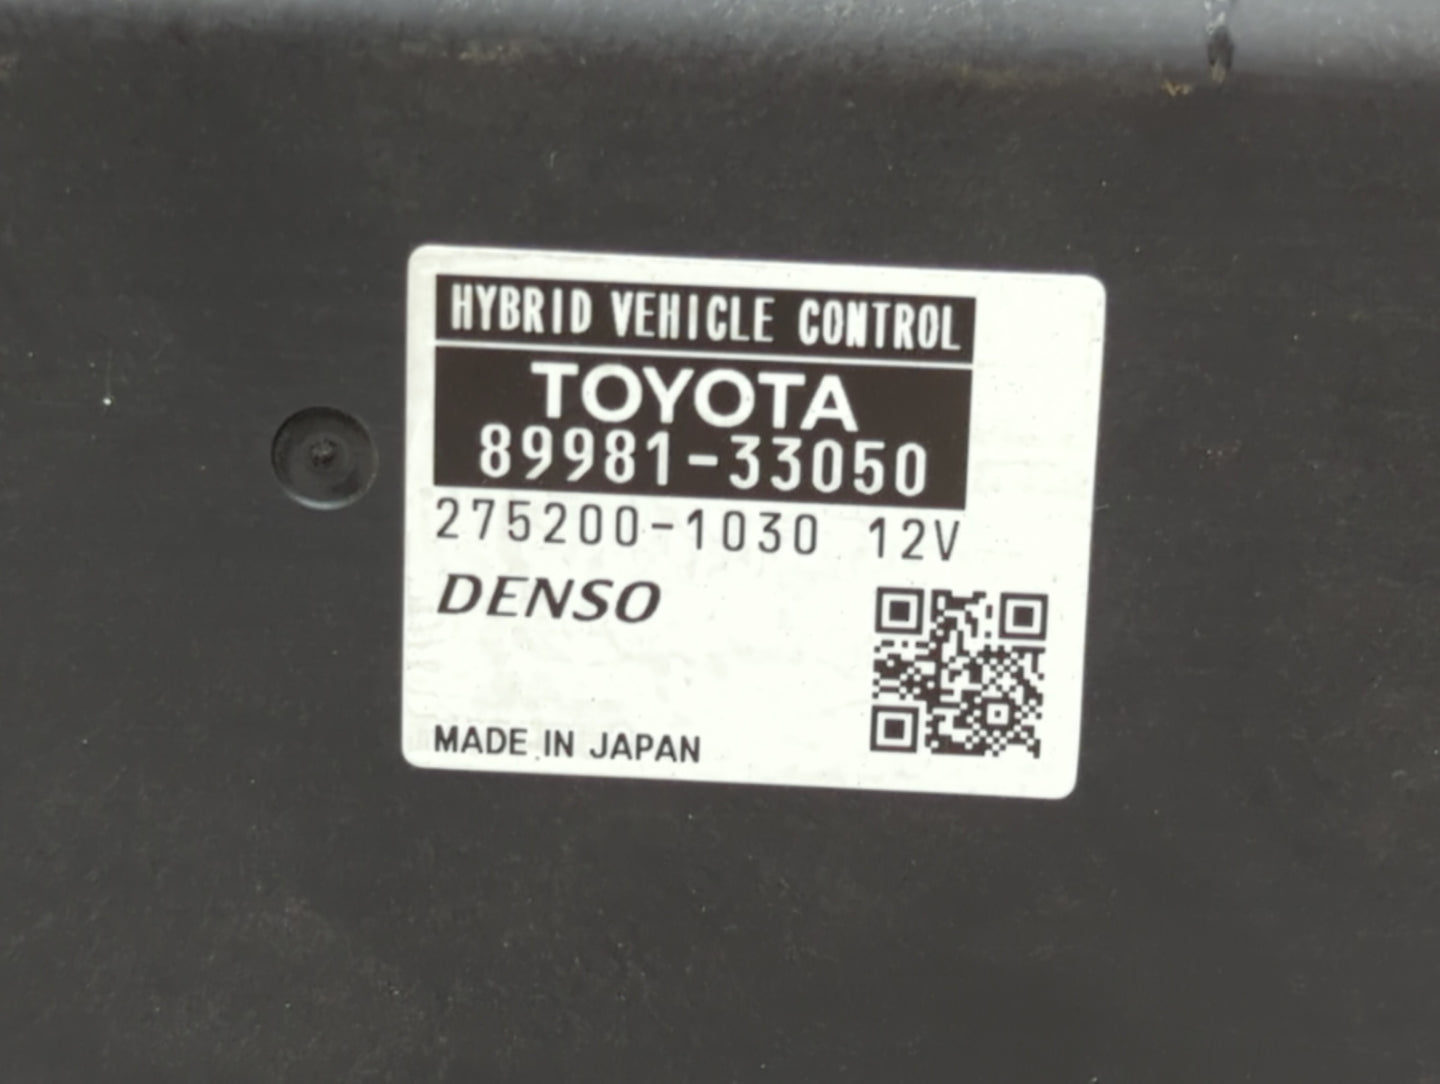 HYBRID VEHICLE CONTROL
TOYOTA
89981-33050
275200-1030 12V
DENSO
MADE IN JAPAN